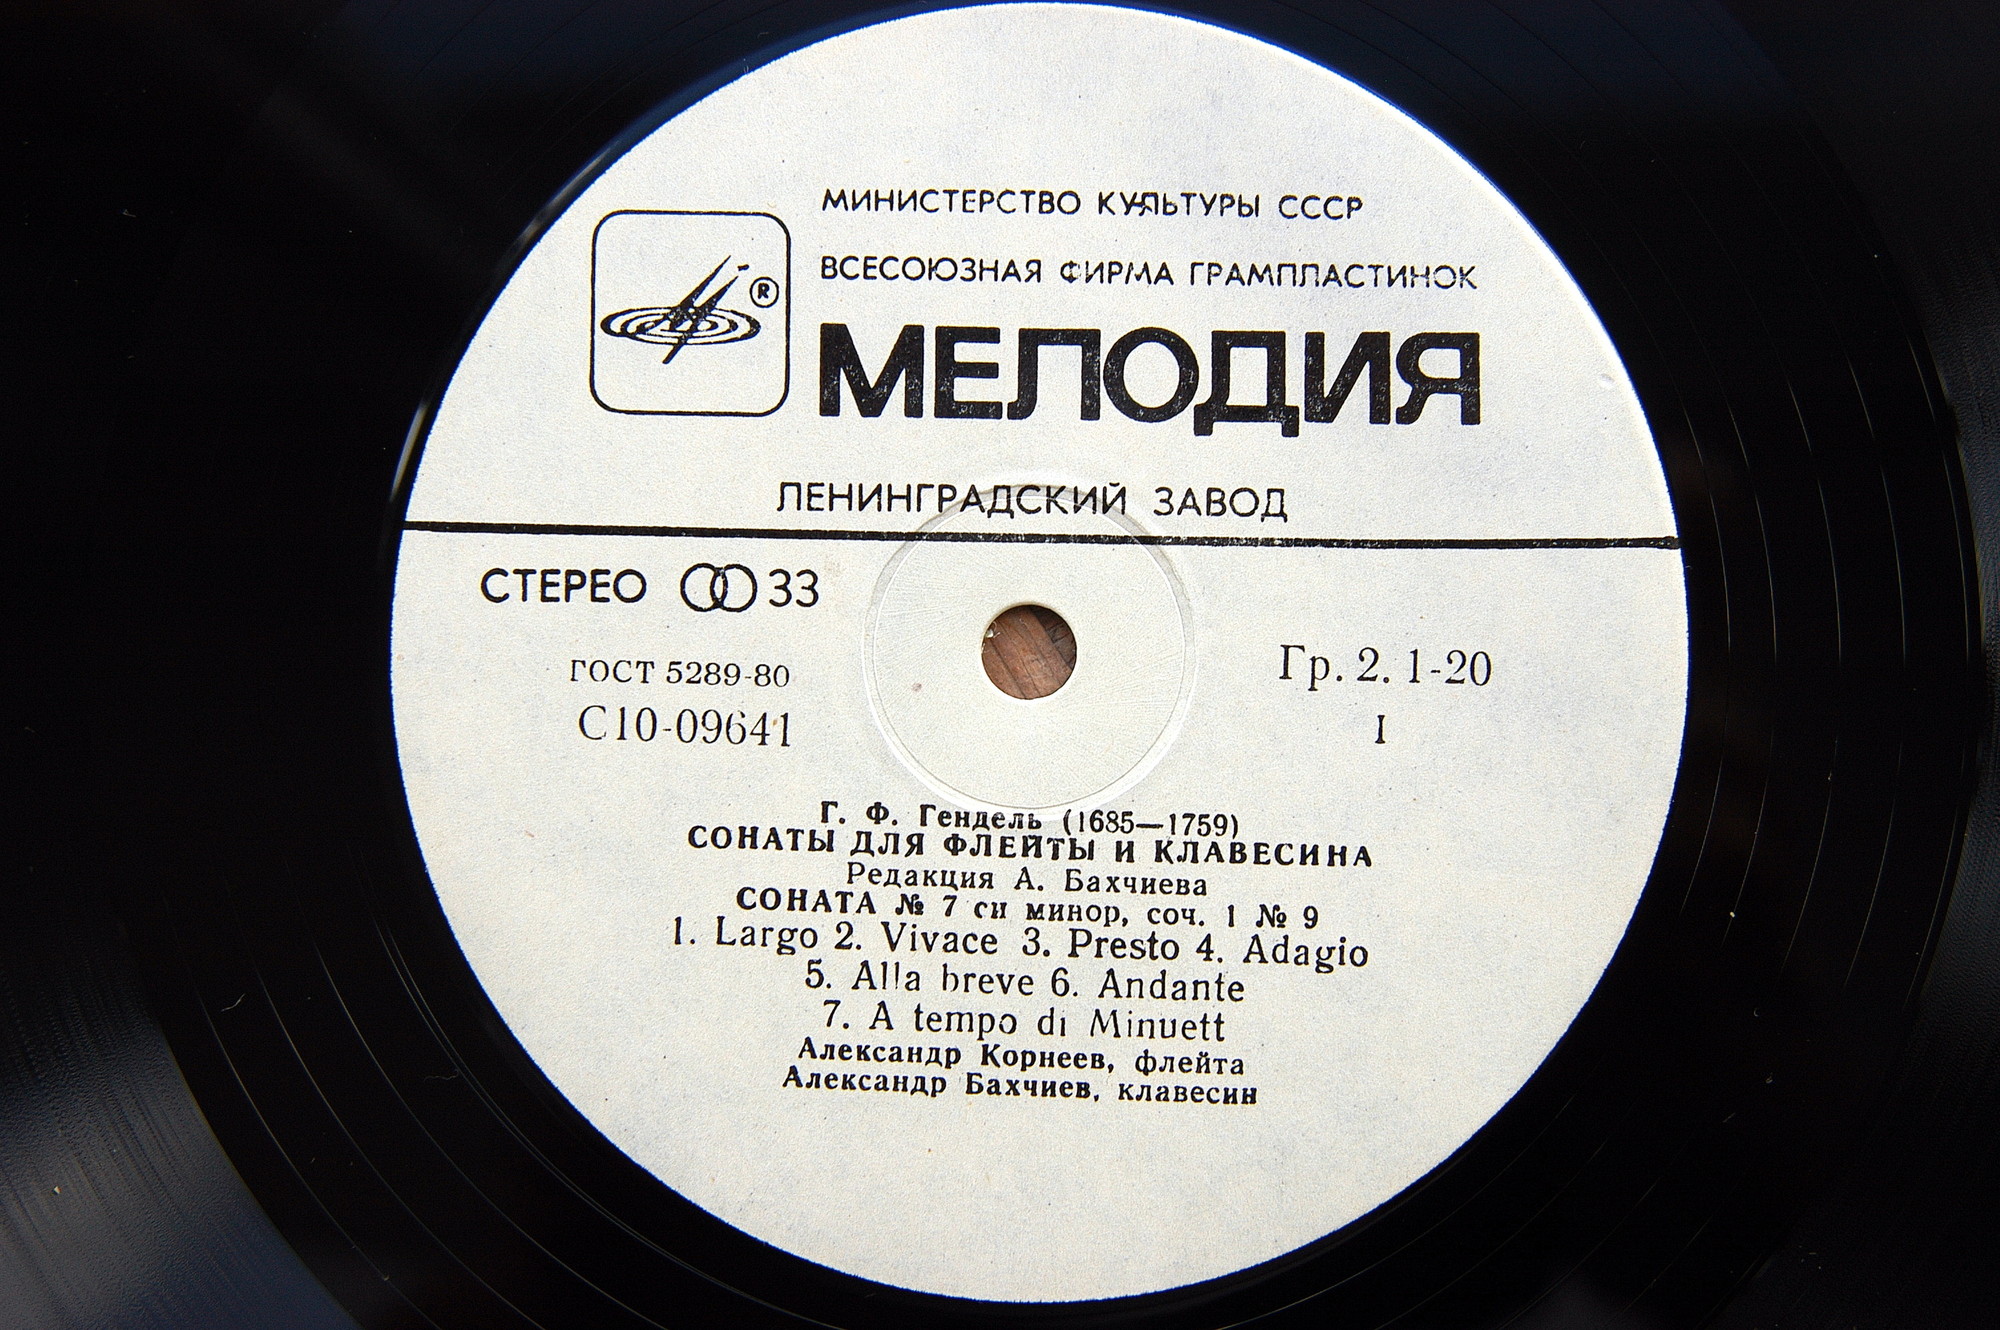 МИНИСТЕРСТВО КУЛЬТУРЫ СССР
ВСЕСОЮЗНАЯ ФИРМА ГРАМПЛАСТИНОК
®
МЕЛОДИЯ
ЛЕНИНГРАДСКИЙ ЗАВОД
СТЕРЕО 33
ГОСТ 5289-80
Гр. 2. 1-20
С10-09641
I
Г. Ф. Гендель (1685—1759)
СОНАТЫ ДЛЯ ФЛЕЙТЫ И КЛАВЕСИНА
Редакция А. Бахчиева
СОНАТА № 7 си минор, соч. 1 № 9
1. Largo 2. Vivace 3. Presto 4. Adagio
5. Alla breve 6. Andante
7. A tempo di Minuett
Александр Корнеев, флейта
Александр Бахчиев, клавесин